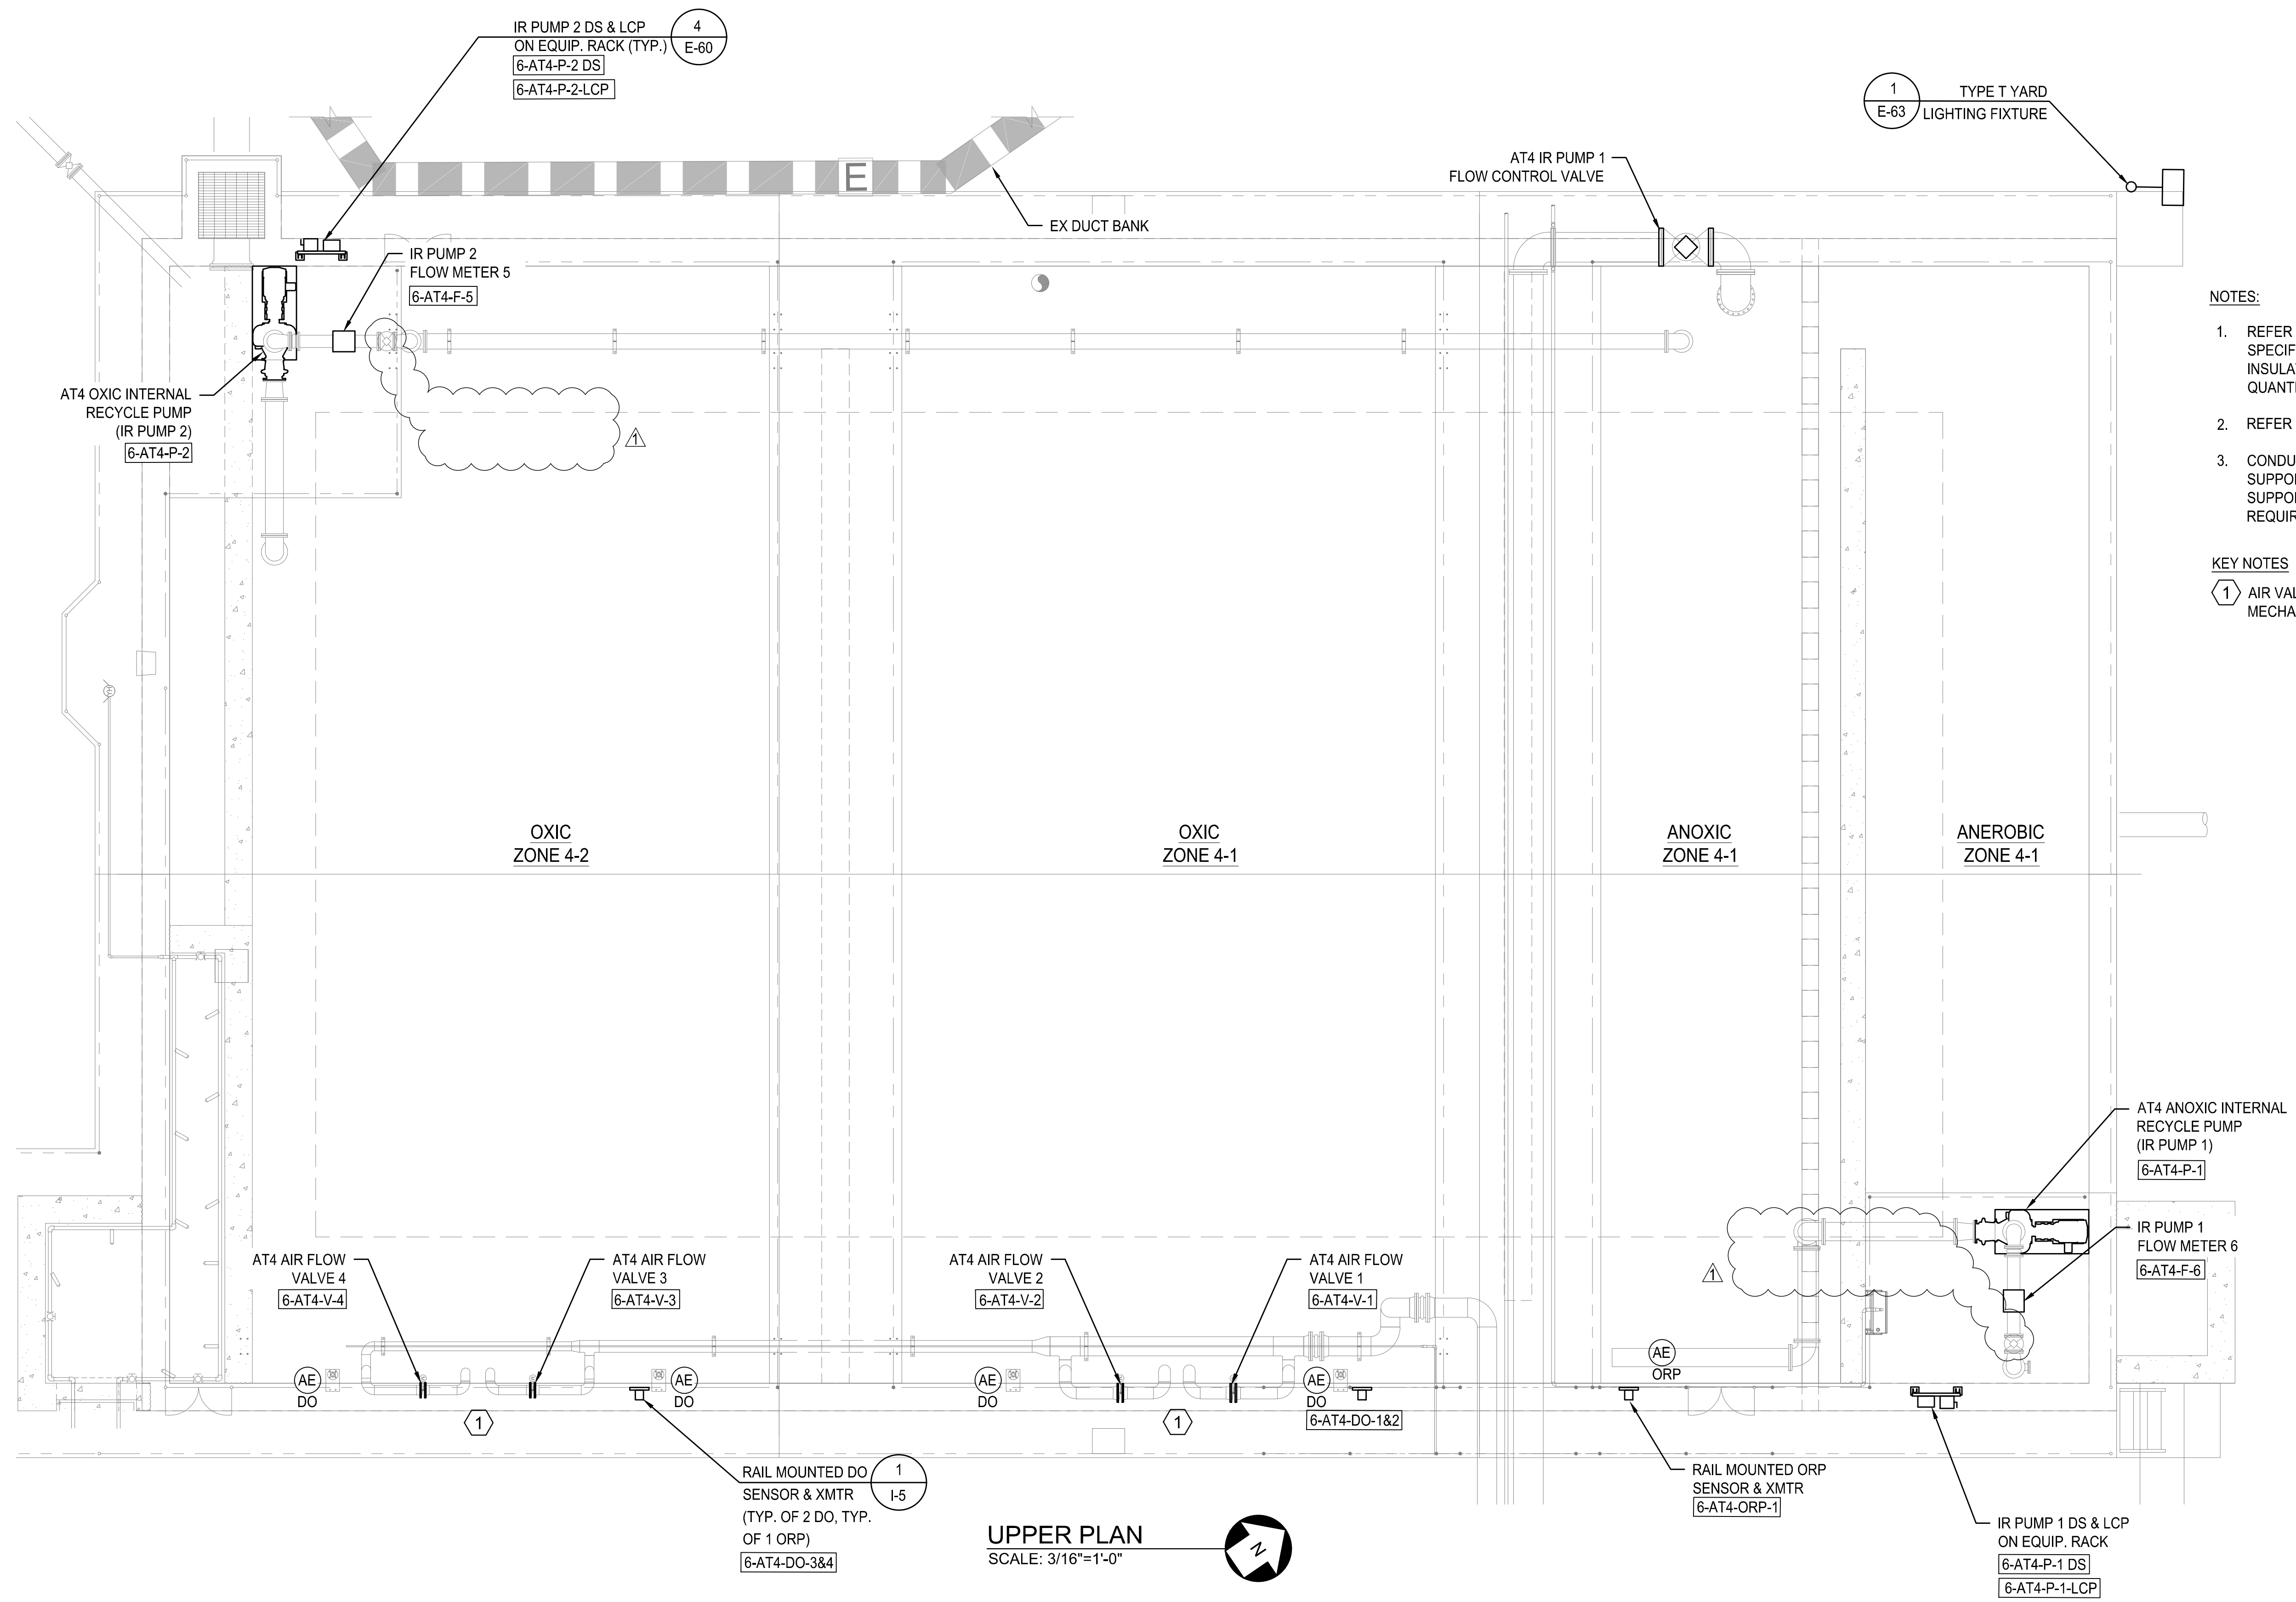 IR PUMP 2 DS & LCP
ON EQUIP. RACK (TYP.)
6-AT4-P-2 DS
6-AT4-P-2-LCP
4
E-60
1
E-63
TYPE T YARD
LIGHTING FIXTURE
AT4 IR PUMP 1
FLOW CONTROL VALVE
E
EX DUCT BANK
IR PUMP 2
FLOW METER 5
6-AT4-F-5
AT4 OXIC INTERNAL
RECYCLE PUMP
(IR PUMP 2)
6-AT4-P-2
1
NOTES:
1. REFER
SPECIF
INSULA
QUANTI
2. REFER
3. CONDU
SUPPO
SUPPO
REQUIR
KEY NOTES
1 AIR VAL
MECHA
OXIC
ZONE 4-2
OXIC
ZONE 4-1
ANOXIC
ZONE 4-1
ANEROBIC
ZONE 4-1
AT4 ANOXIC INTERNAL
RECYCLE PUMP
(IR PUMP 1)
6-AT4-P-1
IR PUMP 1
FLOW METER 6
6-AT4-F-6
1
AT4 AIR FLOW
VALVE 4
6-AT4-V-4
AT4 AIR FLOW
VALVE 3
6-AT4-V-3
AT4 AIR FLOW
VALVE 2
6-AT4-V-2
AT4 AIR FLOW
VALVE 1
6-AT4-V-1
AE
DO
AE
DO
AE
DO
AE
DO
6-AT4-DO-1&2
AE
ORP
1
1
RAIL MOUNTED DO
SENSOR & XMTR
(TYP. OF 2 DO, TYP.
OF 1 ORP)
6-AT4-DO-3&4
1
I-5
RAIL MOUNTED ORP
SENSOR & XMTR
6-AT4-ORP-1
IR PUMP 1 DS & LCP
ON EQUIP. RACK
6-AT4-P-1 DS
6-AT4-P-1-LCP
UPPER PLAN
SCALE: 3/16"=1'-0"
N